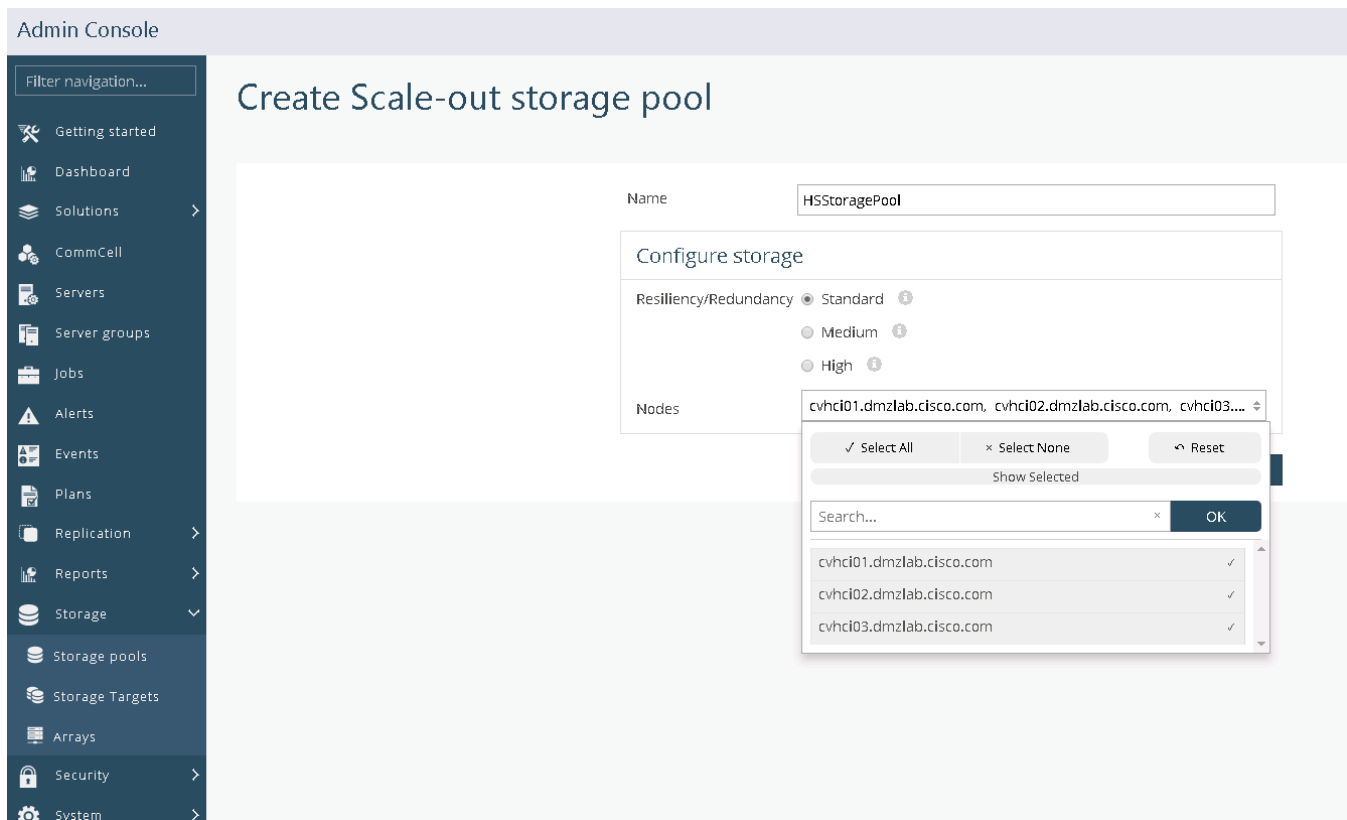 Admin Console
Filter navigation...
Getting started
Dashboard
Solutions
CommCell
Servers
Server groups
Jobs
Alerts
Events
Plans
Replication
Reports
Storage
Storage pools
Storage Targets
Arrays
Security
System
Create Scale-out storage pool
Name HSStoragePool
Configure storage
Resiliency/Redundancy Standard
Medium
High
Nodes cvhci01.dmzlab.cisco.com, cvhci02.dmzlab.cisco.com, cvhci03....
✓ Select All × Select None Reset
Show Selected
Search... × OK
cvhci01.dmzlab.cisco.com ✓
cvhci02.dmzlab.cisco.com ✓
cvhci03.dmzlab.cisco.com ✓